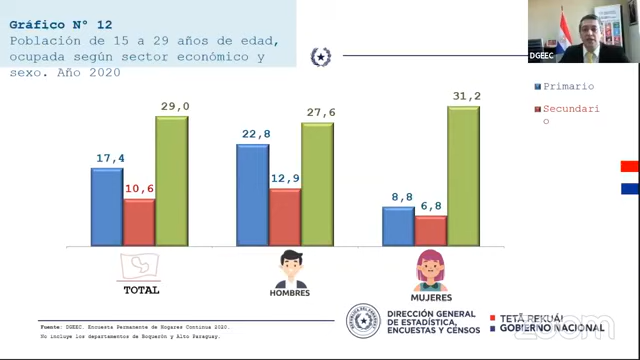 Gráfico Nº 12
Población de 15 a 29 años de edad,
ocupada según sector económico y
sexo. Año 2020
DGEEC
Primario
Secundari
o
29,0
17,4
10,6
22,8
12,9
27,6
8,8
6,8
31,2
TOTAL
HOMBRES
MUJERES
Fuente: DGEEC. Encuesta Permanente de Hogares Continua 2020.
No incluye los departamentos de Boquerón y Alto Paraguay.
DIRECCIÓN GENERAL
DE ESTADÍSTICA,
ENCUESTAS Y CENSOS
TETÃ REKUÁI
GOBIERNO NACIONAL
zoom